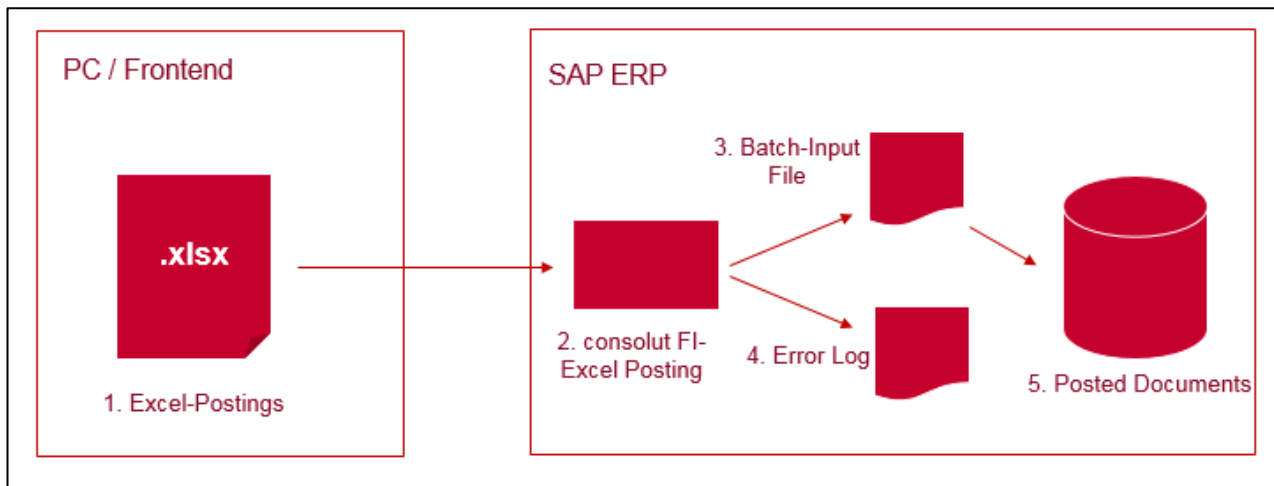 PC / Frontend
.xlsx
1. Excel-Postings
SAP ERP
2. consolut FI-
Excel Posting
3. Batch-Input
File
4. Error Log
5. Posted Documents